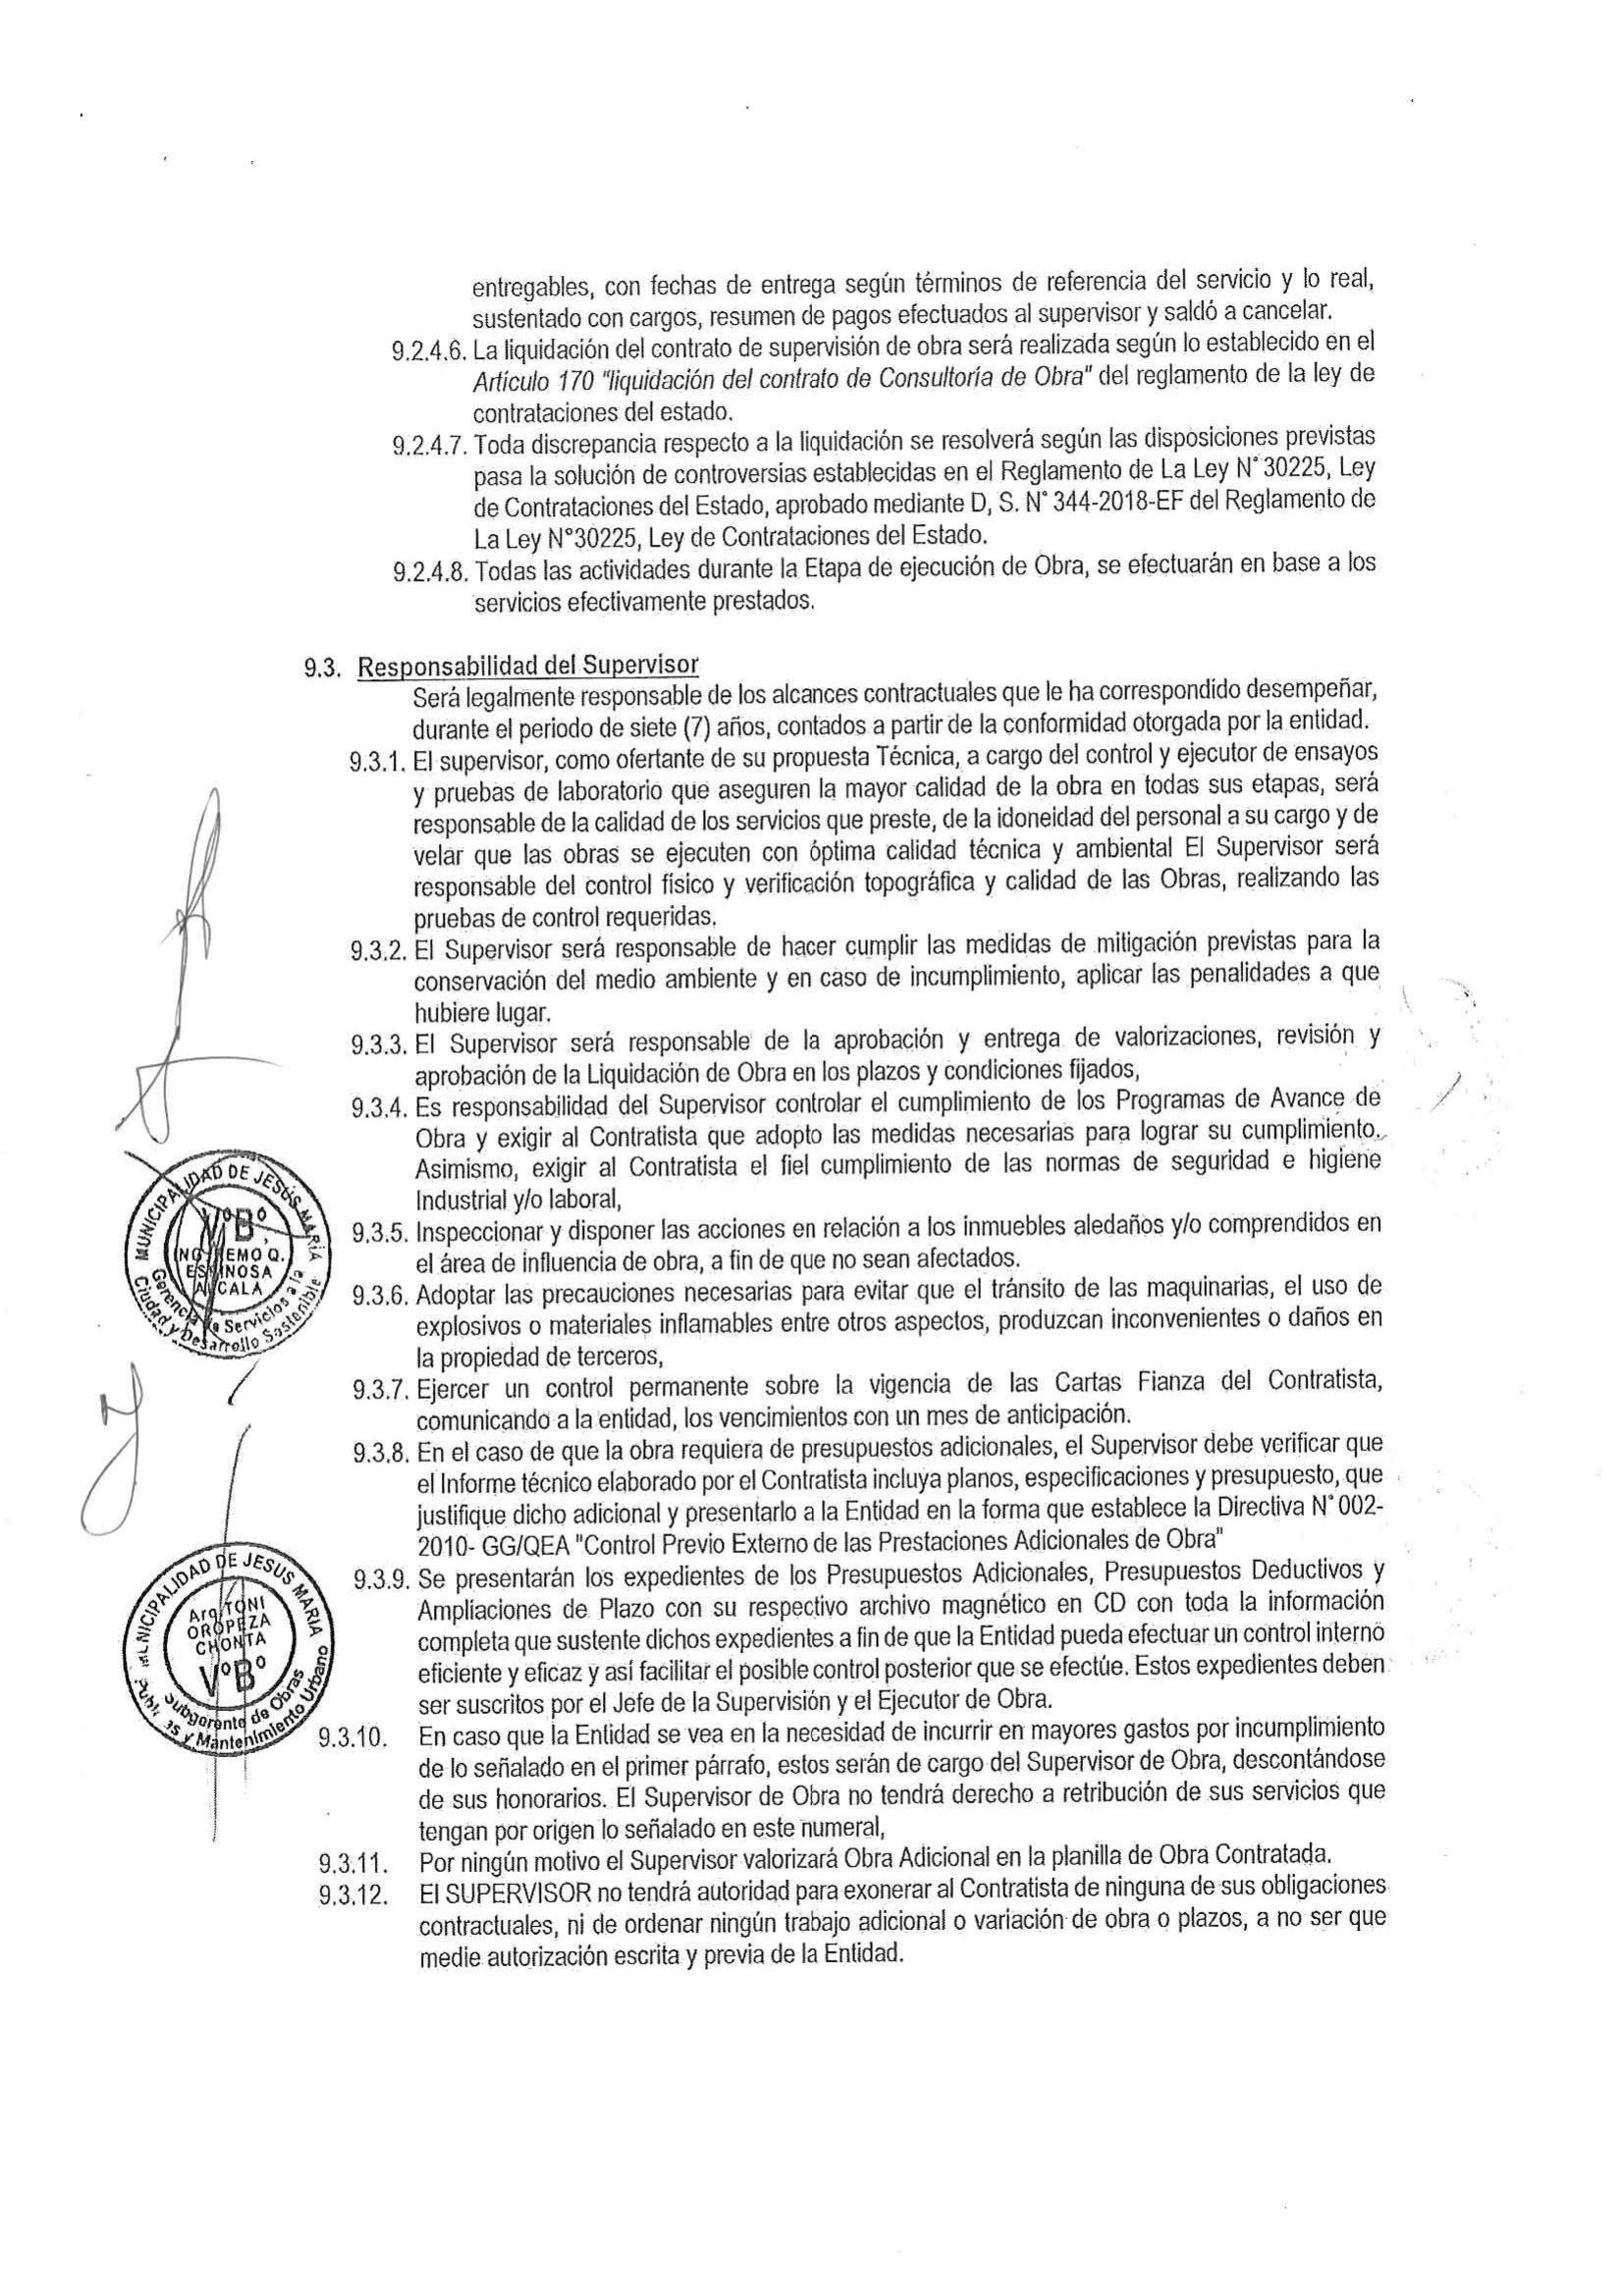 entregables, con fechas de entrega según términos de referencia del servicio y lo real,
sustentado con cargos, resumen de pagos efectuados al supervisor y saldó a cancelar.
9.2.4.6. La liquidación del contrato de supervisión de obra será realizada según lo establecido en el
Artículo 170 "liquidación del contrato de Consultoría de Obra" del reglamento de la ley de
contrataciones del estado.
9.2.4.7. Toda discrepancia respecto a la liquidación se resolverá según las disposiciones previstas
pasa la solución de controversias establecidas en el Reglamento de La Ley N° 30225, Ley
de Contrataciones del Estado, aprobado mediante D, S. N° 344-2018-EF del Reglamento de
La Ley N°30225, Ley de Contrataciones del Estado.
9.2.4.8. Todas las actividades durante la Etapa de ejecución de Obra, se efectuarán en base a los
servicios efectivamente prestados.
9.3. Responsabilidad del Supervisor
Será legalmente responsable de los alcances contractuales que le ha correspondido desempeñar,
durante el periodo de siete (7) años, contados a partir de la conformidad otorgada por la entidad.
9.3.1. El supervisor, como ofertante de su propuesta Técnica, a cargo del control y ejecutor de ensayos
y pruebas de laboratorio que aseguren la mayor calidad de la obra en todas sus etapas, será
responsable de la calidad de los servicios que preste, de la idoneidad del personal a su cargo y de
velar que las obras se ejecuten con óptima calidad técnica y ambiental El Supervisor será
responsable del control físico y verificación topográfica y calidad de las Obras, realizando las
pruebas de control requeridas.
9.3.2. El Supervisor será responsable de hacer cumplir las medidas de mitigación previstas para la
conservación del medio ambiente y en caso de incumplimiento, aplicar las penalidades a que
hubiere lugar.
9.3.3. El Supervisor será responsable de la aprobación y entrega de valorizaciones, revisión y
aprobación de la Liquidación de Obra en los plazos y condiciones fijados,
9.3.4. Es responsabilidad del Supervisor controlar el cumplimiento de los Programas de Avance de
Obra y exigir al Contratista que adopto las medidas necesarias para lograr su cumplimiento.
Asimismo, exigir al Contratista el fiel cumplimiento de las normas de seguridad e higiene
Industrial y/o laboral,
9.3.5. Inspeccionar y disponer las acciones en relación a los inmuebles aledaños y/o comprendidos en
el área de influencia de obra, a fin de que no sean afectados.
9.3.6. Adoptar las precauciones necesarias para evitar que el tránsito de las maquinarias, el uso de
explosivos o materiales inflamables entre otros aspectos, produzcan inconvenientes o daños en
la propiedad de terceros,
9.3.7. Ejercer un control permanente sobre la vigencia de las Cartas Fianza del Contratista,
comunicando a la entidad, los vencimientos con un mes de anticipación.
9.3.8. En el caso de que la obra requiera de presupuestos adicionales, el Supervisor debe verificar que
el Informe técnico elaborado por el Contratista incluya planos, especificaciones y presupuesto, que
justifique dicho adicional y presentarlo a la Entidad en la forma que establece la Directiva N° 002-
2010- GG/QEA "Control Previo Externo de las Prestaciones Adicionales de Obra"
9.3.9. Se presentarán los expedientes de los Presupuestos Adicionales, Presupuestos Deductivos y
Ampliaciones de Plazo con su respectivo archivo magnético en CD con toda la información
completa que sustente dichos expedientes a fin de que la Entidad pueda efectuar un control interno
eficiente y eficaz y así facilitar el posible control posterior que se efectúe. Estos expedientes deben
ser suscritos por el Jefe de la Supervisión y el Ejecutor de Obra.
9.3.10. En caso que la Entidad se vea en la necesidad de incurrir en mayores gastos por incumplimiento
de lo señalado en el primer párrafo, estos serán de cargo del Supervisor de Obra, descontándose
de sus honorarios. El Supervisor de Obra no tendrá derecho a retribución de sus servicios que
tengan por origen lo señalado en este numeral,
9.3.11. Por ningún motivo el Supervisor valorizará Obra Adicional en la planilla de Obra Contratada.
9.3.12. El SUPERVISOR no tendrá autoridad para exonerar al Contratista de ninguna de sus obligaciones
contractuales, ni de ordenar ningún trabajo adicional o variación de obra o plazos, a no ser que
medie autorización escrita y previa de la Entidad.
MUNICIPALIDAD DE JESÚS MARIA
V°B°
Q.
ESPINOSA
Gerencia de Servicios a la
Ciudad y Desarrollo Sostenible
MUNICIPALIDAD DE JESUS MARIA
Arq. TONI
OROPEZA
CHONTA
V°B°
Subgerente de Obras
y Mantenimiento Urbano